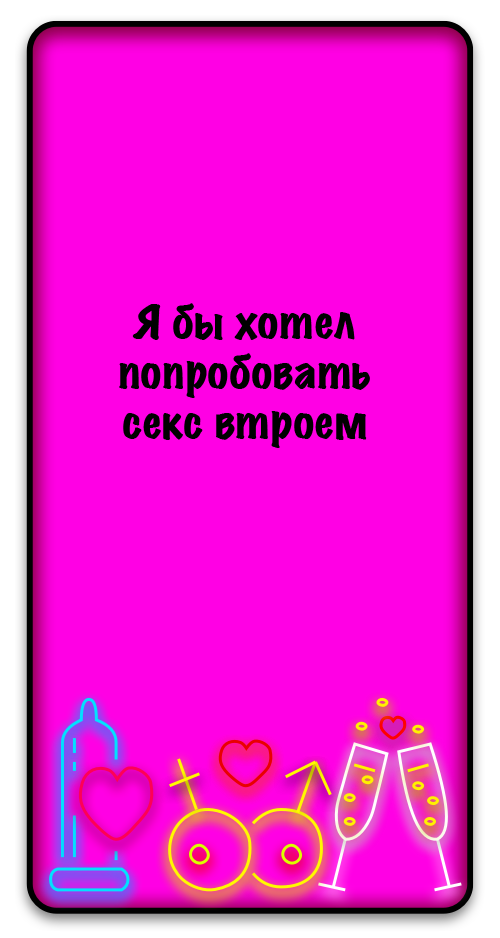 Я бы хотел
попробовать
секс втроем